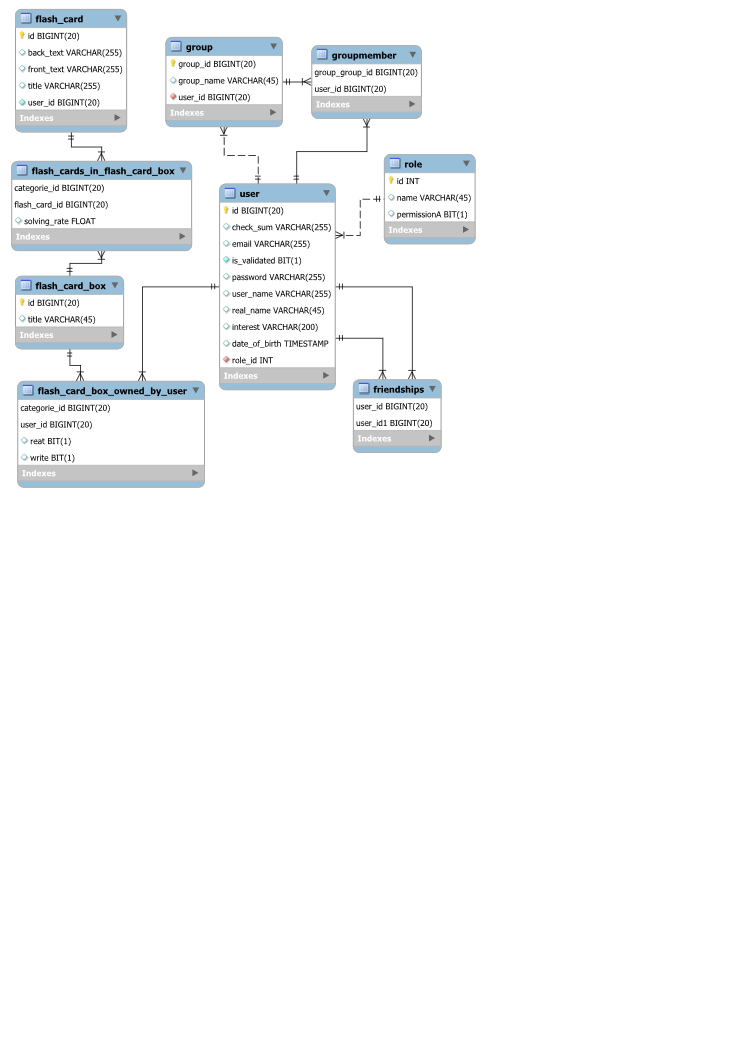 flash_card
id BIGINT(20)
back_text VARCHAR(255)
front_text VARCHAR(255)
title VARCHAR(255)
user_id BIGINT(20)
Indexes
group
group_id BIGINT(20)
group_name VARCHAR(45)
user_id BIGINT(20)
Indexes
groupmember
group_group_id BIGINT(20)
user_id BIGINT(20)
Indexes
flash_cards_in_flash_card_box
categorie_id BIGINT(20)
flash_card_id BIGINT(20)
solving_rate FLOAT
Indexes
role
id INT
name VARCHAR(45)
permissionA BIT(1)
Indexes
user
id BIGINT(20)
check_sum VARCHAR(255)
email VARCHAR(255)
is_validated BIT(1)
password VARCHAR(255)
user_name VARCHAR(255)
real_name VARCHAR(45)
interest VARCHAR(200)
date_of_birth TIMESTAMP
role_id INT
Indexes
flash_card_box
id BIGINT(20)
title VARCHAR(45)
Indexes
flash_card_box_owned_by_user
categorie_id BIGINT(20)
user_id BIGINT(20)
reat BIT(1)
write BIT(1)
Indexes
friendships
user_id BIGINT(20)
user_id1 BIGINT(20)
Indexes